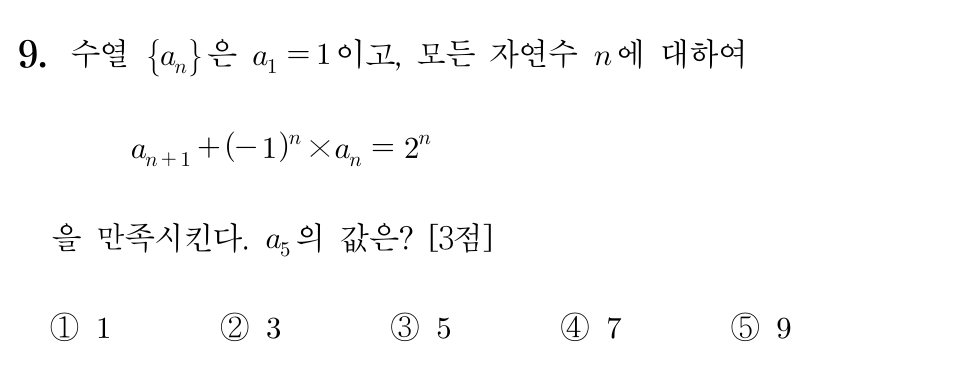 9. 수열 {aₙ}은 a₁ = 1이고, 모든 자연수 n에 대하여
aₙ₊₁ + (−1)ⁿ × aₙ = 2ⁿ
을 만족시킨다. a₅의 값은? [3점]
① 1 ② 3 ③ 5 ④ 7 ⑤ 9